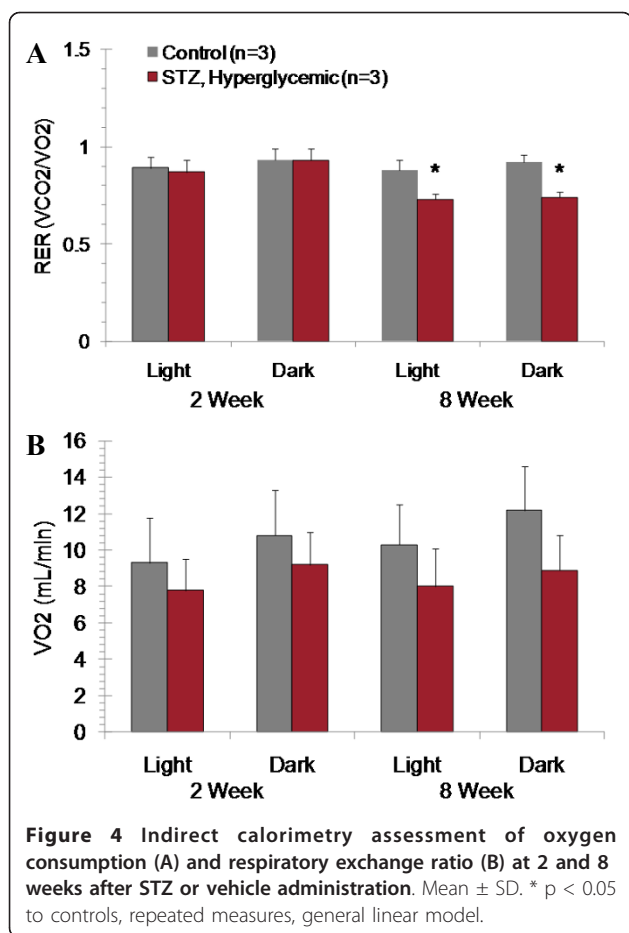 A
Control (n=3)
STZ, Hyperglycemic (n=3)
RER (VCO2/VO2)
1
0.5
0
*
*
Light Dark Light Dark
2 Week 8 Week
B
VO2 (mL/min)
16
14
12
10
8
6
4
2
0
Light Dark Light Dark
2 Week 8 Week
Figure 4 Indirect calorimetry assessment of oxygen
consumption (A) and respiratory exchange ratio (B) at 2 and 8
weeks after STZ or vehicle administration. Mean ± SD. * p < 0.05
to controls, repeated measures, general linear model.